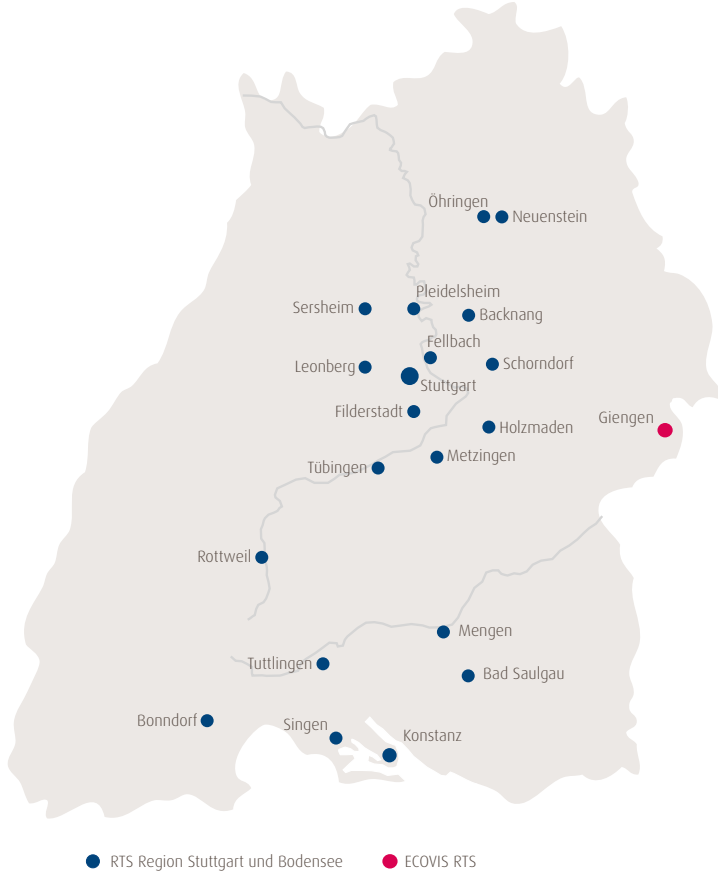 Öhringen
Neuenstein
Pleidelsheim
Sersheim
Backnang
Fellbach
Schorndorf
Leonberg
Stuttgart
Filderstadt
Giengen
Holzmaden
Metzingen
Tübingen
Rottweil
Mengen
Tuttlingen
Bad Saulgau
Bonndorf
Singen
Konstanz
RTS Region Stuttgart und Bodensee
ECOVIS RTS